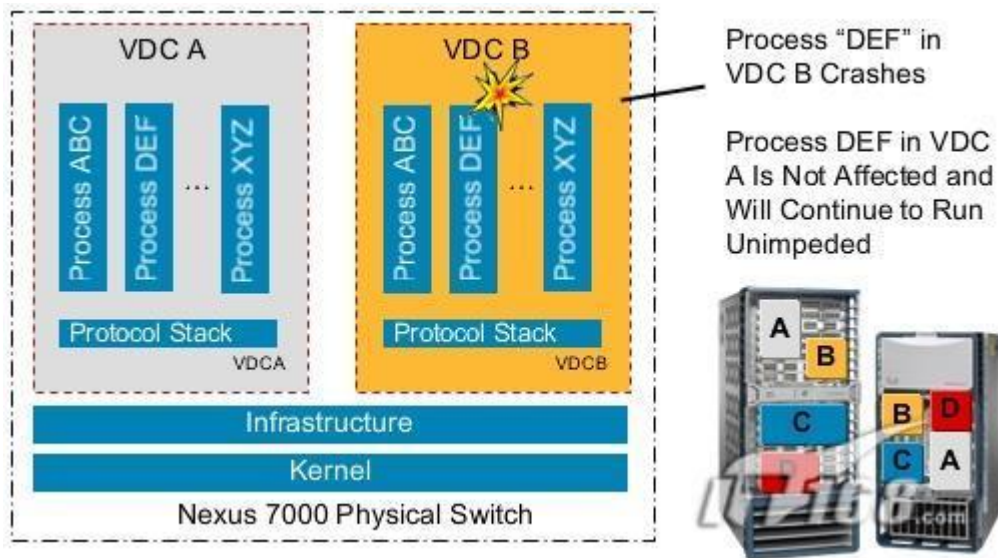 VDC A
Process ABC
Process DEF
...
Process XYZ
Protocol Stack
VDCA
VDC B
Process ABC
Process DEF
...
Process XYZ
Protocol Stack
VDCB
Infrastructure
Kernel
Nexus 7000 Physical Switch
Process “DEF” in
VDC B Crashes
Process DEF in VDC
A Is Not Affected and
Will Continue to Run
Unimpeded
A
B
C
D
B
D
C
A
.com